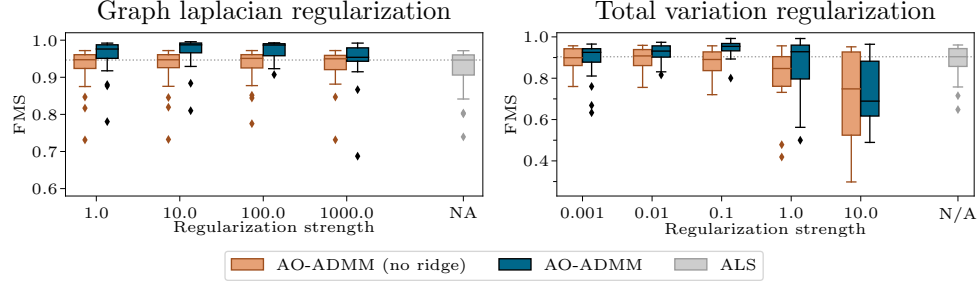 Graph laplacian regularization
FMS
1.0
0.9
0.8
0.7
0.6
1.0 10.0 100.0 1000.0 NA
Regularization strength
Total variation regularization
FMS
1.0
0.8
0.6
0.4
0.001 0.01 0.1 1.0 10.0 N/A
Regularization strength
AO-ADMM (no ridge) AO-ADMM ALS